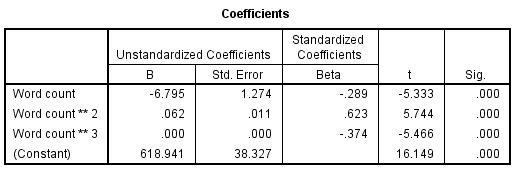 Coefficients
Unstandardized Coefficients Standardized Coefficients
B Std. Error Beta t Sig.
Word count -6.795 1.274 -.289 -5.333 .000
Word count ** 2 .062 .011 .623 5.744 .000
Word count ** 3 .000 .000 -.374 -5.466 .000
(Constant) 618.941 38.327 16.149 .000